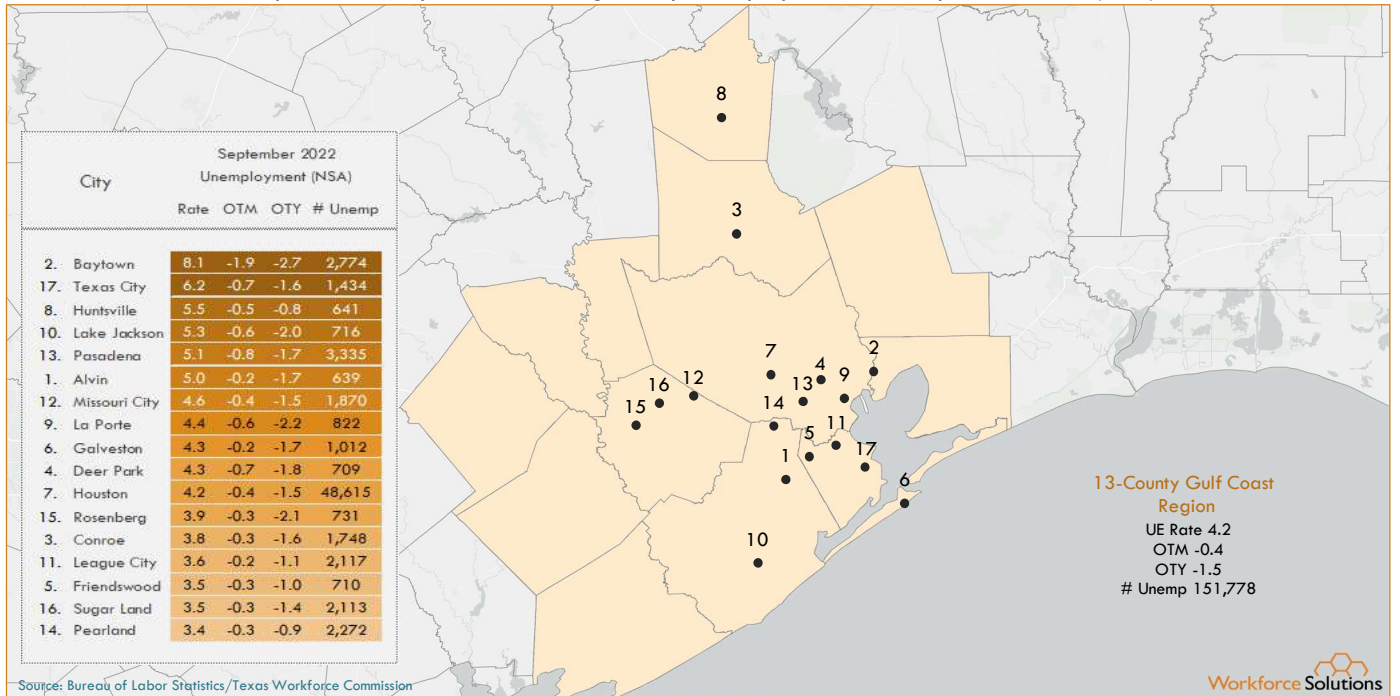 September 2022
City
Unemployment (NSA)
Rate OTM OTY # Unemp
2. Baytown 8.1 -1.9 -2.7 2,774
17. Texas City 6.2 -0.7 -1.6 1,434
8. Huntsville 5.5 -0.5 -0.8 641
10. Lake Jackson 5.3 -0.6 -2.0 716
13. Pasadena 5.1 -0.8 -1.7 3,335
1. Alvin 5.0 -0.2 -1.7 639
12. Missouri City 4.6 -0.4 -1.5 1,870
9. La Porte 4.4 -0.6 -2.2 822
6. Galveston 4.3 -0.2 -1.7 1,012
4. Deer Park 4.3 -0.7 -1.8 709
7. Houston 4.2 -0.4 -1.5 48,615
15. Rosenberg 3.9 -0.3 -2.1 731
3. Conroe 3.8 -0.3 -1.6 1,748
11. League City 3.6 -0.2 -1.1 2,117
5. Friendswood 3.5 -0.3 -1.0 710
16. Sugar Land 3.5 -0.3 -1.4 2,113
14. Pearland 3.4 -0.3 -0.9 2,272
8
3
7
4
2
16
12
13
9
15
14
5
11
1
17
6
10
13-County Gulf Coast
Region
UE Rate 4.2
OTM -0.4
OTY -1.5
# Unemp 151,778
Source: Bureau of Labor Statistics/Texas Workforce Commission
Workforce Solutions